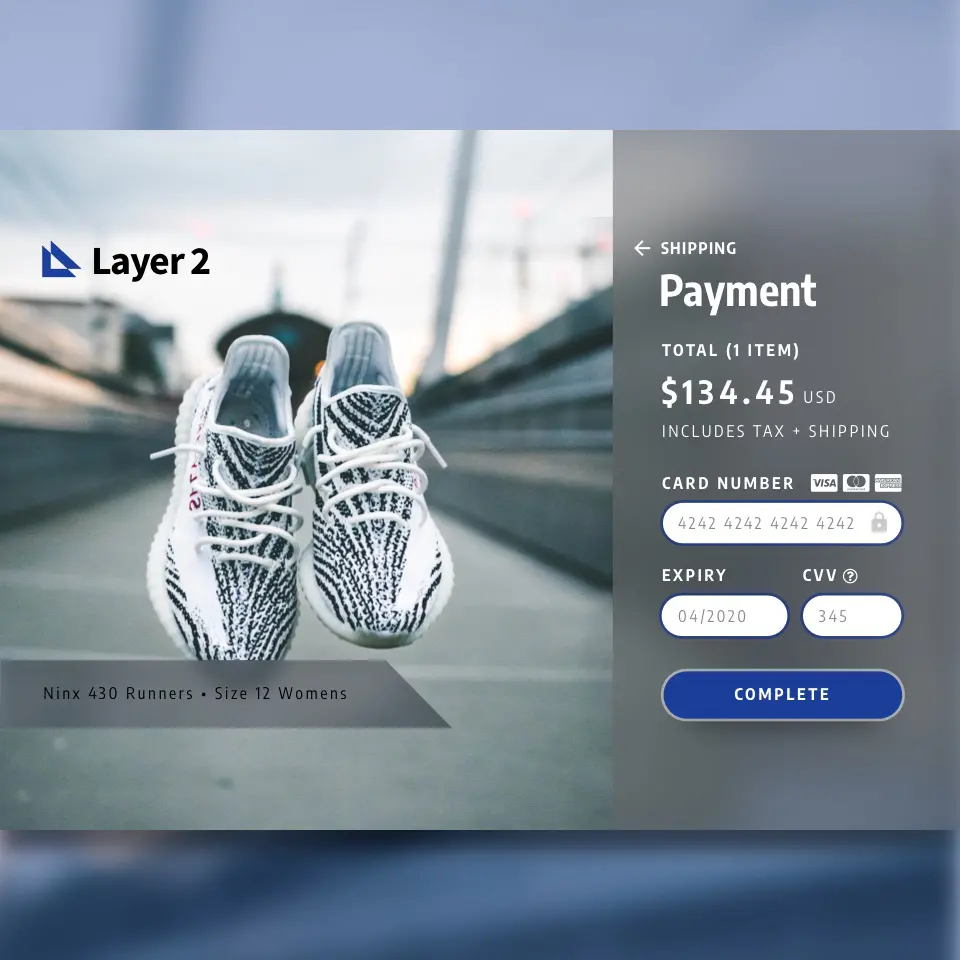 Layer 2
Ninx 430 Runners • Size 12 Womens
← SHIPPING
Payment
TOTAL (1 ITEM)
$134.45 USD
INCLUDES TAX + SHIPPING
CARD NUMBER VISA
4242 4242 4242 4242
EXPIRY CVV ?
04/2020 345
COMPLETE